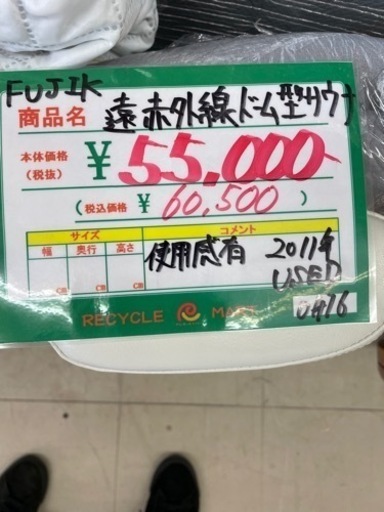 FUJIK
商品名 遠赤外線ドーム型サウナ
本体価格 (税抜) ¥55,000-
(税込価格 ¥ 60,500 )
サイズ コメント
幅 奥行 高さ
使用感有 2011年
USED
cm cm cm
0416
RECYCLE MART